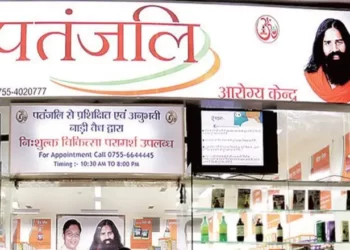 पतंजलि
0755-4020777
आरोग्य केन्द्र
पतंजलि से प्रशिक्षित एवं अनुभवी
नाड़ी वैद्य द्वारा
निःशुल्क चिकित्सा परामर्श उपलब्ध
For Appointment Call 0755-6644445
Timing :- 10:30 AM TO 8:00 PM